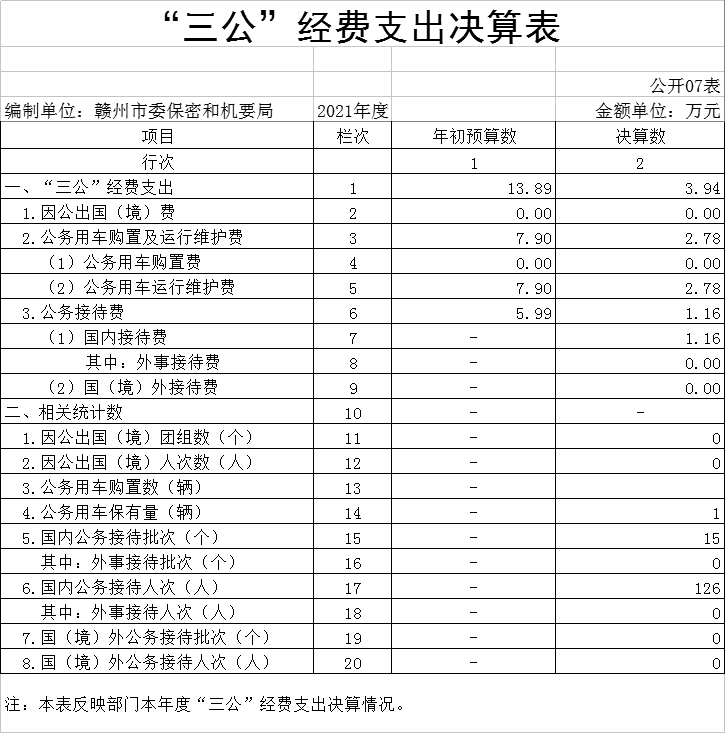 “三公”经费支出决算表
公开07表
编制单位：赣州市委保密和机要局 2021年度 金额单位：万元
项目 栏次 年初预算数 决算数
行次 1 2
一、“三公”经费支出 1 13.89 3.94
1.因公出国（境）费 2 0.00 0.00
2.公务用车购置及运行维护费 3 7.90 2.78
（1）公务用车购置费 4 0.00 0.00
（2）公务用车运行维护费 5 7.90 2.78
3.公务接待费 6 5.99 1.16
（1）国内接待费 7 - 1.16
其中：外事接待费 8 - 0.00
（2）国（境）外接待费 9 - 0.00
二、相关统计数 10 - -
1.因公出国（境）团组数（个） 11 - 0
2.因公出国（境）人次数（人） 12 - 0
3.公务用车购置数（辆） 13 -
4.公务用车保有量（辆） 14 - 1
5.国内公务接待批次（个） 15 - 15
其中：外事接待批次（个） 16 - 0
6.国内公务接待人次（人） 17 - 126
其中：外事接待人次（人） 18 - 0
7.国（境）外公务接待批次（个） 19 - 0
8.国（境）外公务接待人次（人） 20 - 0
注：本表反映部门本年度“三公”经费支出决算情况。